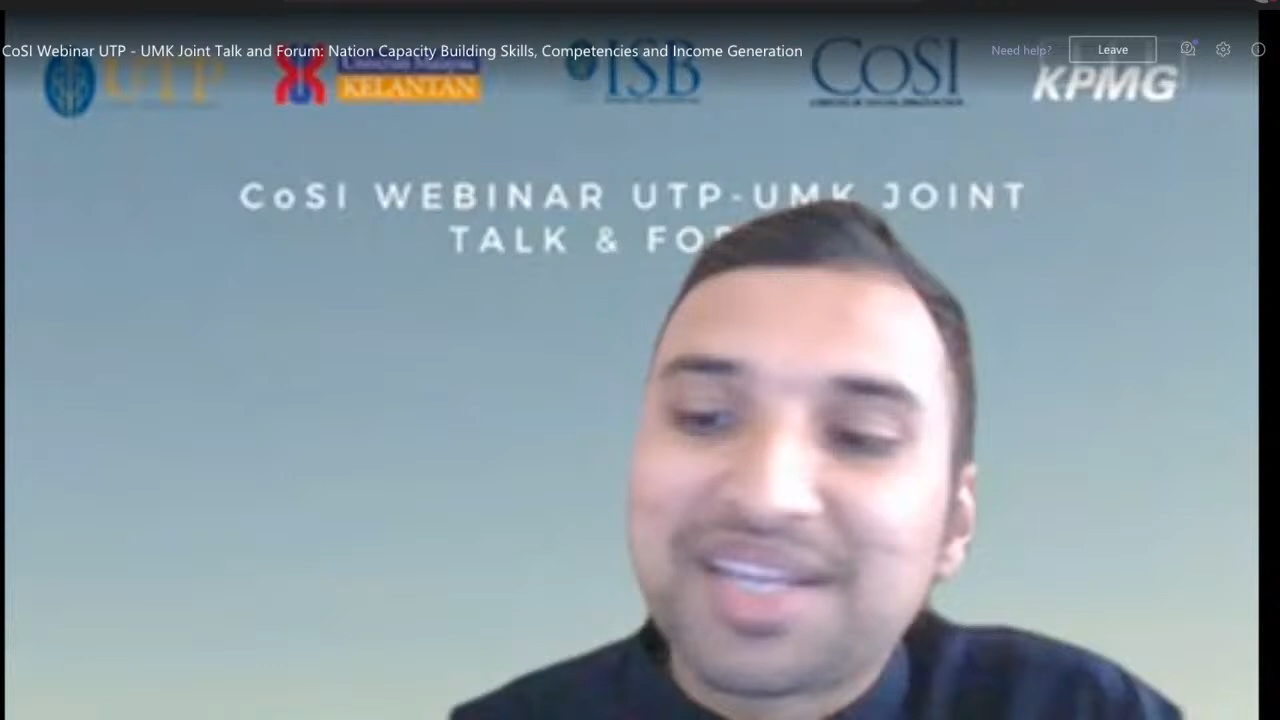 CoSI Webinar UTP - UMK Joint Talk and Forum: Nation Capacity Building Skills, Competencies and Income Generation
Need help?
Leave
UTP
KELANTAN
ISB
CoSI
KPMG
CoSI WEBINAR UTP-UMK JOINT
TALK & FO